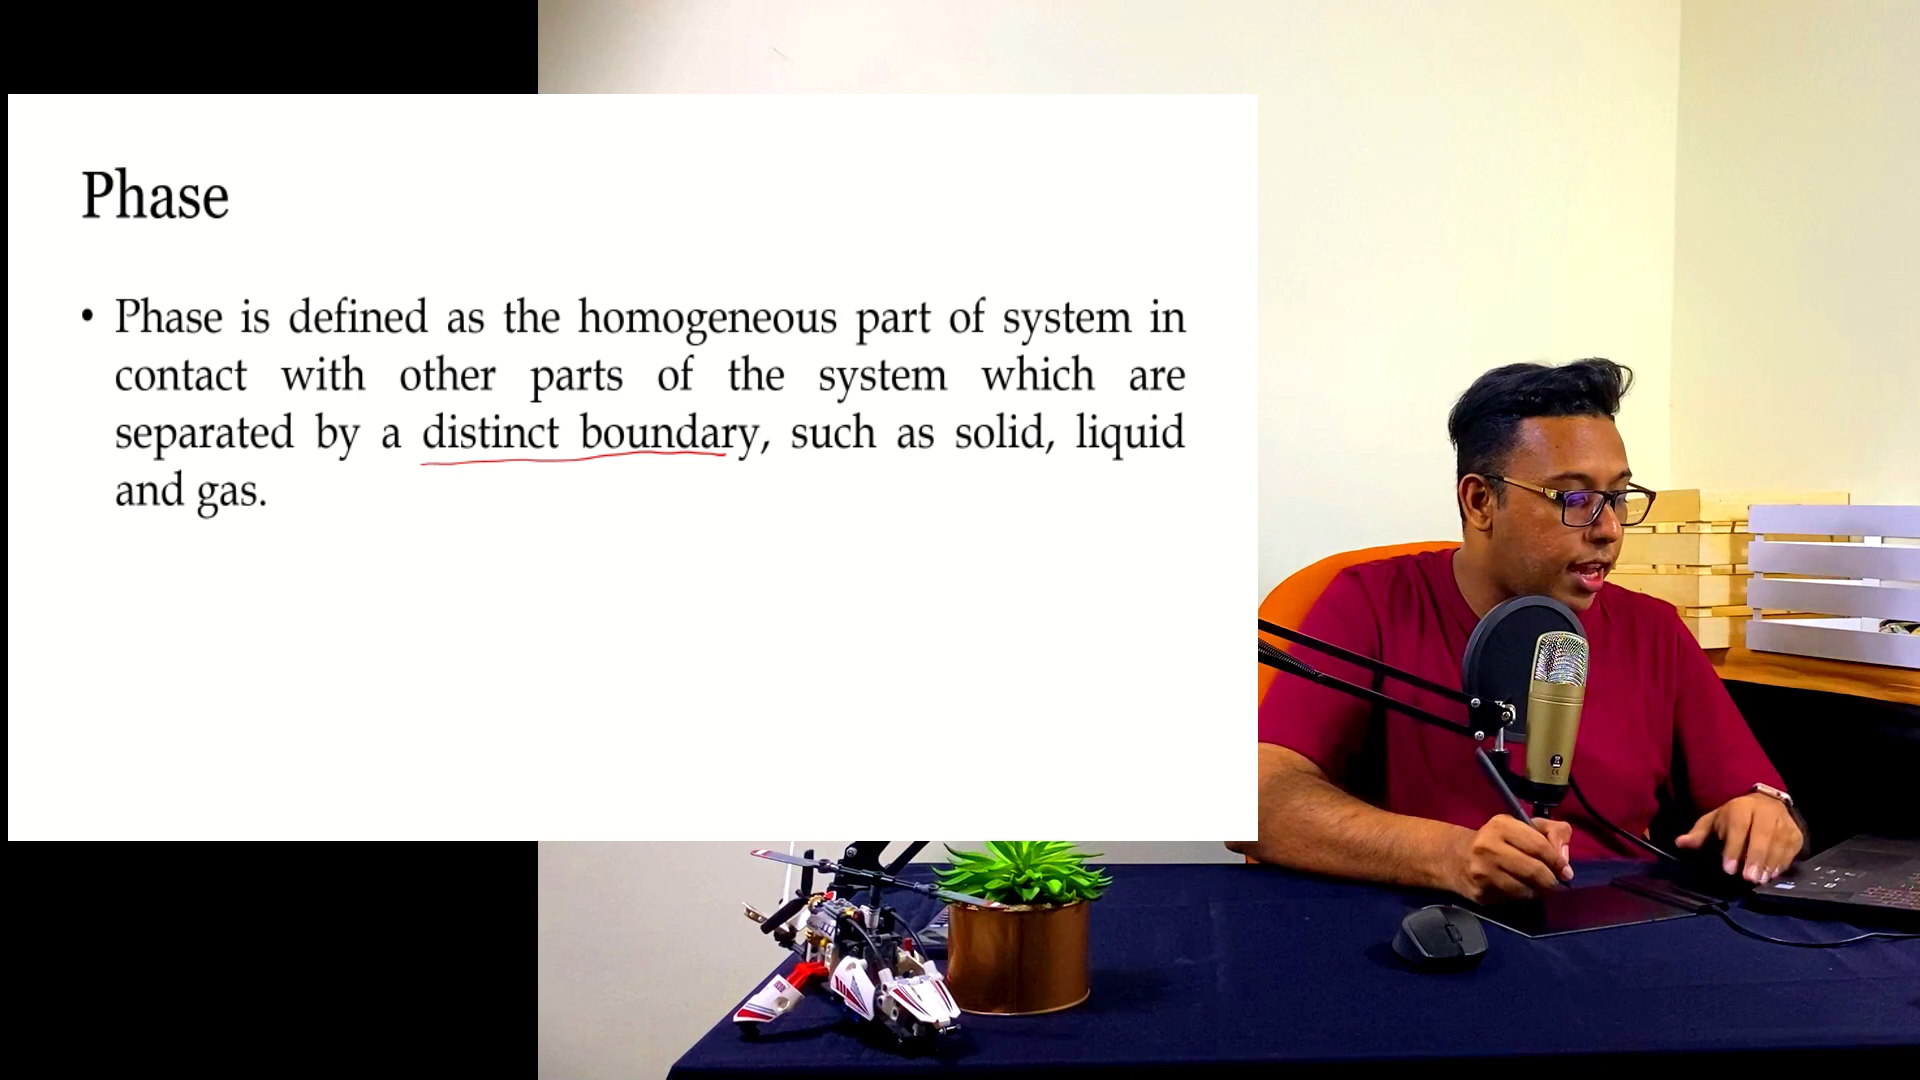 Phase
• Phase is defined as the homogeneous part of system in
contact with other parts of the system which are
separated by a distinct boundary, such as solid, liquid
and gas.